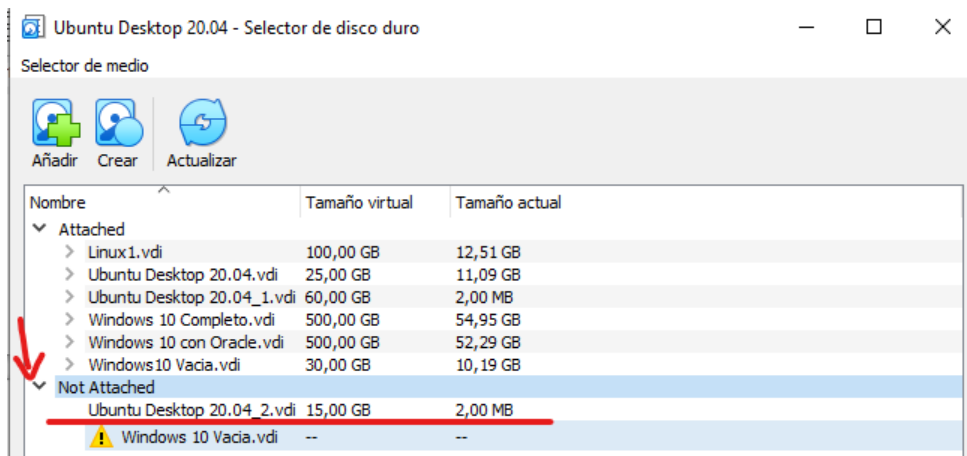 Ubuntu Desktop 20.04 - Selector de disco duro
Selector de medio
Añadir Crear Actualizar
Nombre Tamaño virtual Tamaño actual
Attached
Linux1.vdi 100,00 GB 12,51 GB
Ubuntu Desktop 20.04.vdi 25,00 GB 11,09 GB
Ubuntu Desktop 20.04_1.vdi 60,00 GB 2,00 MB
Windows 10 Completo.vdi 500,00 GB 54,95 GB
Windows 10 con Oracle.vdi 500,00 GB 52,29 GB
Windows10 Vacia.vdi 30,00 GB 10,19 GB
Not Attached
Ubuntu Desktop 20.04_2.vdi 15,00 GB 2,00 MB
Windows 10 Vacia.vdi -- --